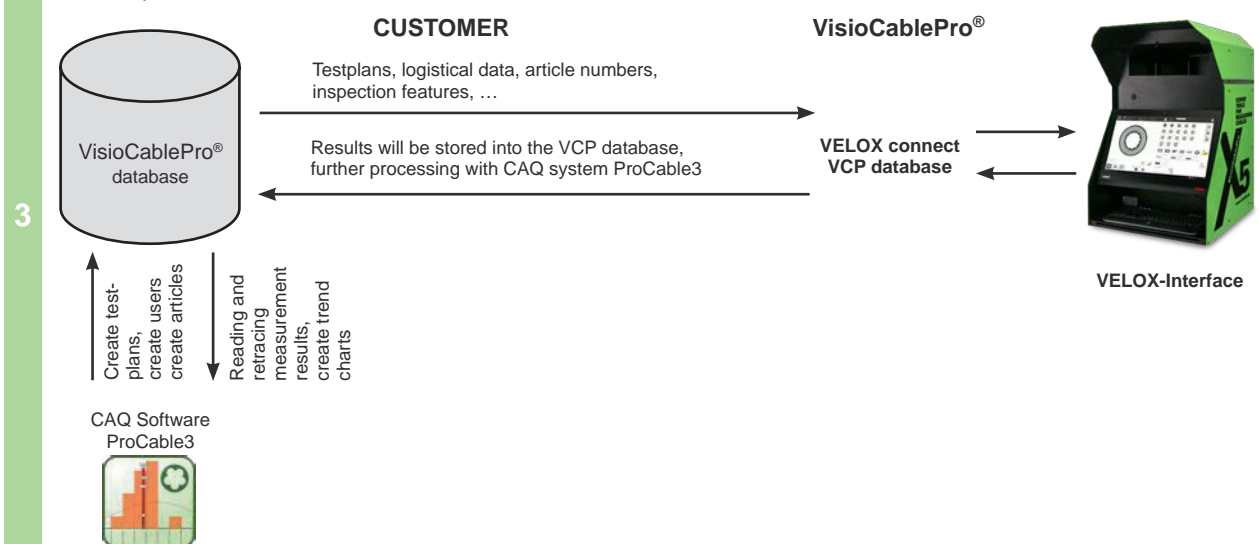 3
CUSTOMER
VisioCablePro®
Testplans, logistical data, article numbers,
inspection features, …
Results will be stored into the VCP database,
further processing with CAQ system ProCable3
VisioCablePro®
database
VELOX connect
VCP database
X5
VELOX-Interface
Create test-
plans,
create users
create articles
Reading and
retracing
measurement
results,
create trend
charts
CAQ Software
ProCable3